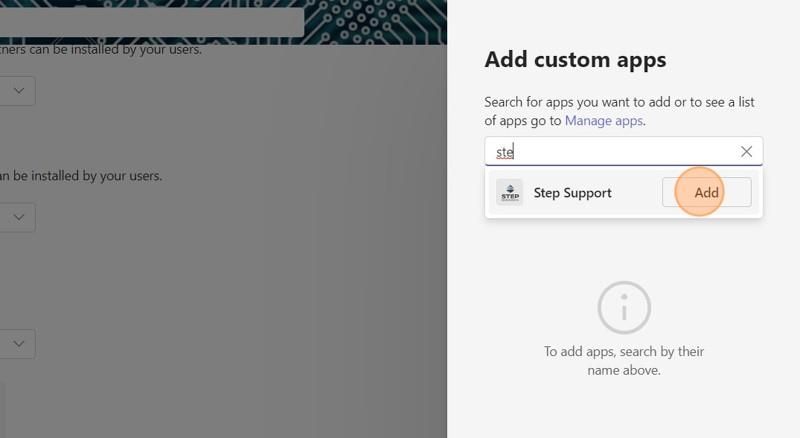 tners can be installed by your users.
an be installed by your users.
Add custom apps
Search for apps you want to add or to see a list
of apps go to Manage apps.
ste
STEP
Step Support
Add
To add apps, search by their
name above.